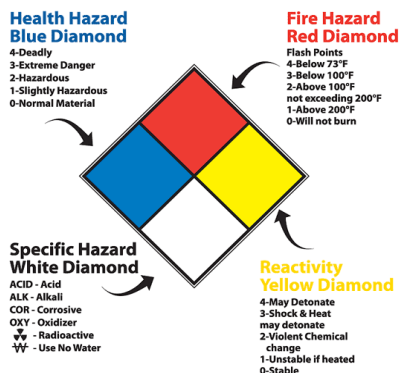 Health Hazard
Blue Diamond
4-Deadly
3-Extreme Danger
2-Hazardous
1-Slightly Hazardous
0-Normal Material
Fire Hazard
Red Diamond
Flash Points
4-Below 73°F
3-Below 100°F
2-Above 100°F
not exceeding 200°F
1-Above 200°F
0-Will not burn
Specific Hazard
White Diamond
ACID - Acid
ALK - Alkali
COR - Corrosive
OXY - Oxidizer
☢ - Radioactive
W - Use No Water
Reactivity
Yellow Diamond
4-May Detonate
3-Shock & Heat
may detonate
2-Violent Chemical
change
1-Unstable if heated
0-Stable